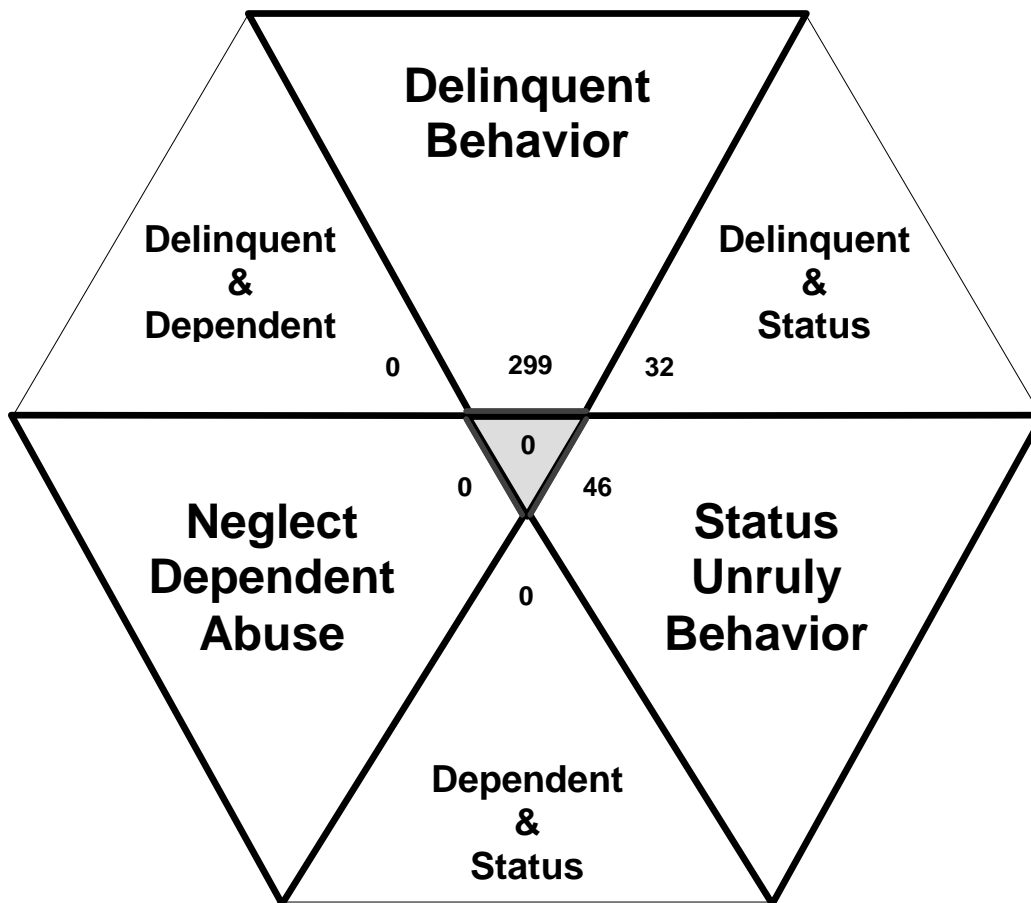 Delinquent
Behavior
Delinquent
&
Dependent
Delinquent
&
Status
0
299
32
0
0
46
Neglect
Dependent
Abuse
Status
Unruly
Behavior
0
Dependent
&
Status